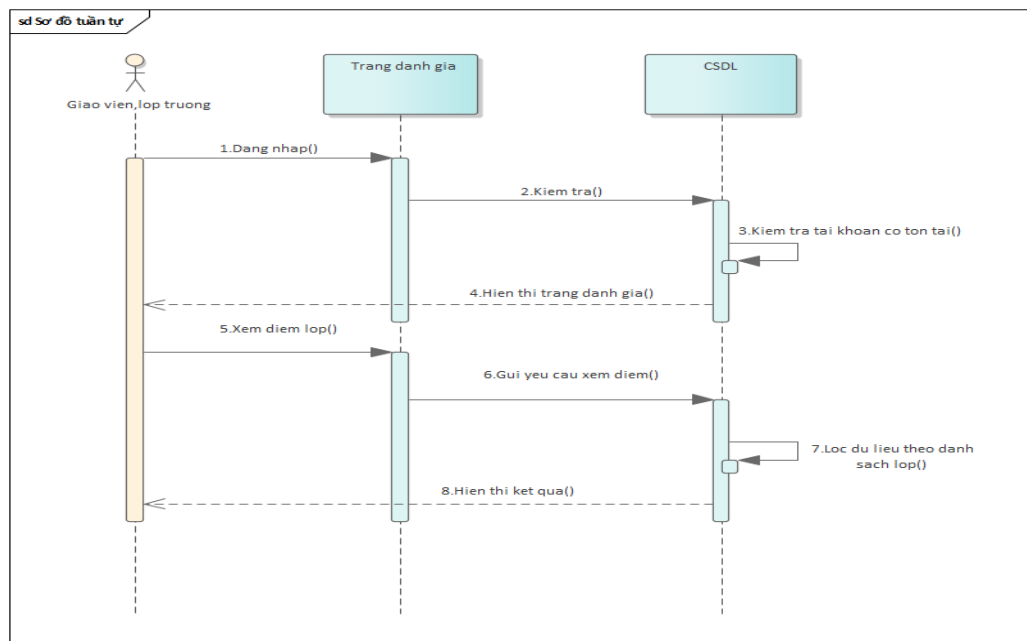 sd Sơ đồ tuần tự
Giao vien,lop truong
Trang danh gia
CSDL
1.Dang nhap()
2.Kiem tra()
3.Kiem tra tai khoan co ton tai()
4.Hien thi trang danh gia()
5.Xem diem lop()
6.Gui yeu cau xem diem()
7.Loc du lieu theo danh
sach lop()
8.Hien thi ket qua()